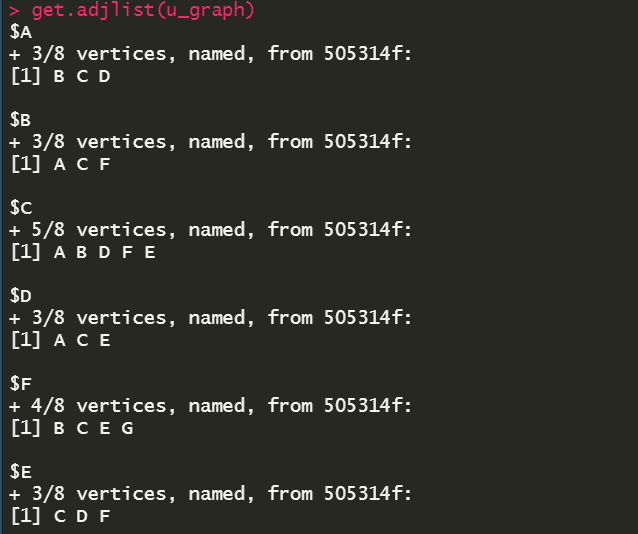 > get.adjlist(u_graph)
$A
+ 3/8 vertices, named, from 505314f:
[1] B C D
$B
+ 3/8 vertices, named, from 505314f:
[1] A C F
$C
+ 5/8 vertices, named, from 505314f:
[1] A B D F E
$D
+ 3/8 vertices, named, from 505314f:
[1] A C E
$F
+ 4/8 vertices, named, from 505314f:
[1] B C E G
$E
+ 3/8 vertices, named, from 505314f:
[1] C D F